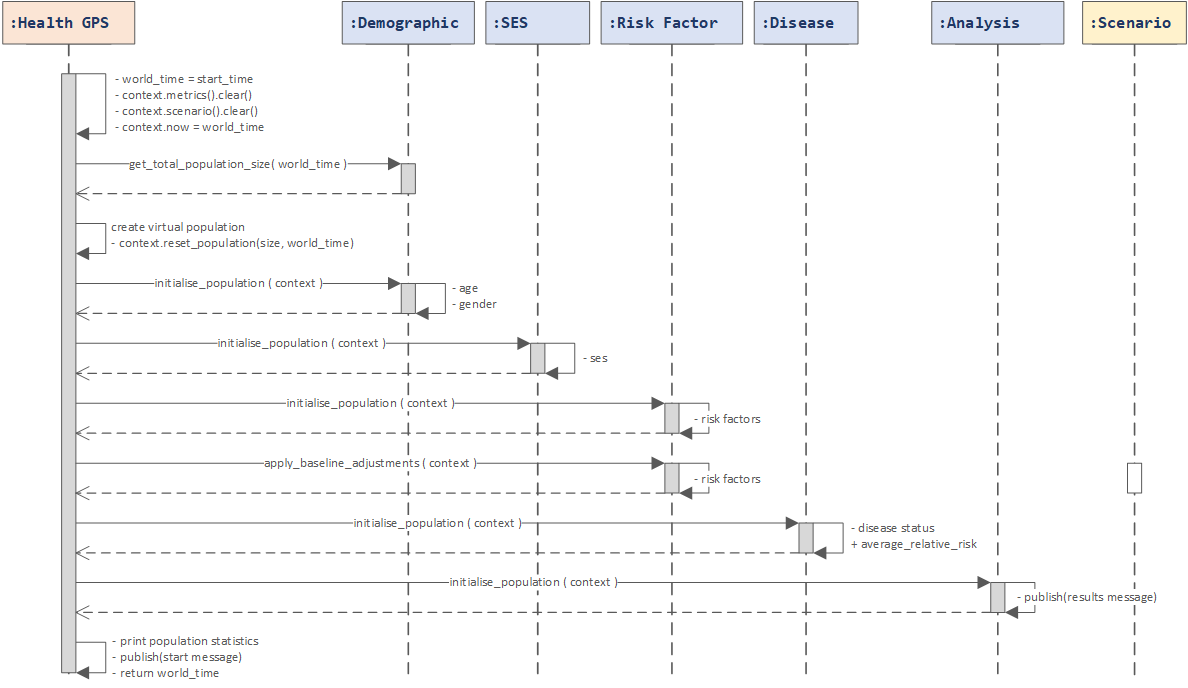 :Health GPS
:Demographic
:SES
:Risk Factor
:Disease
:Analysis
:Scenario
- world_time = start_time
- context.metrics().clear()
- context.scenario().clear()
- context.now = world_time
get_total_population_size( world_time )
create virtual population
- context.reset_population(size, world_time)
initialise_population ( context )
- age
- gender
initialise_population ( context )
- ses
initialise_population ( context )
- risk factors
apply_baseline_adjustments ( context )
- risk factors
initialise_population ( context )
- disease status
+ average_relative_risk
initialise_population ( context )
- publish(results message)
- print population statistics
- publish(start message)
- return world_time